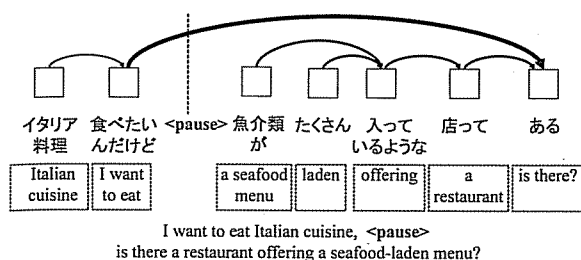 イタリア 食べたい <pause> 魚介類 たくさん 入って 店って ある
料理 んだけど が いるような
Italian I want a seafood laden offering a is there?
cuisine to eat menu restaurant
I want to eat Italian cuisine, <pause>
is there a restaurant offering a seafood-laden menu?